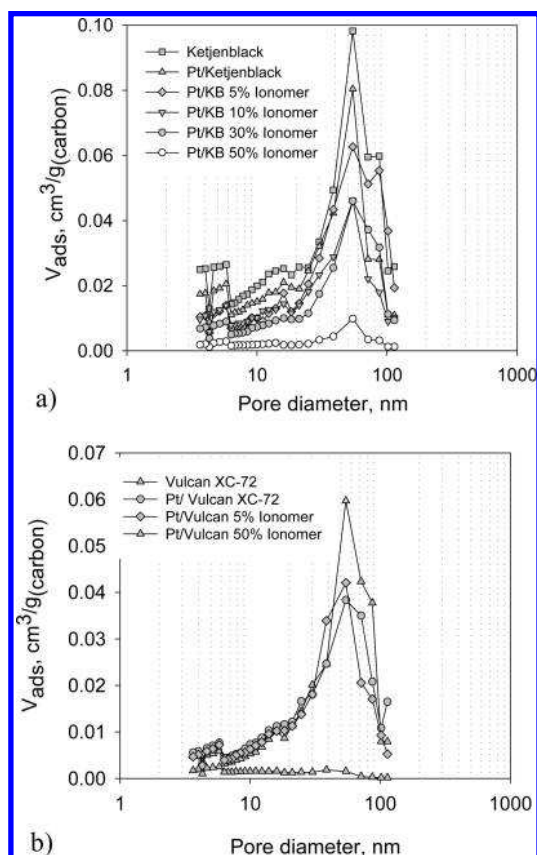 0.10
0.08
0.06
0.04
0.02
0.00
Vads, cm3/g(carbon)
Ketjenblack
Pt/Ketjenblack
Pt/KB 5% Ionomer
Pt/KB 10% Ionomer
Pt/KB 30% Ionomer
Pt/KB 50% Ionomer
1 10 100 1000
Pore diameter, nm
a)
0.07
0.06
0.05
0.04
0.03
0.02
0.01
0.00
Vads, cm3/g(carbon)
Vulcan XC-72
Pt/ Vulcan XC-72
Pt/Vulcan 5% Ionomer
Pt/Vulcan 50% Ionomer
1 10 100 1000
Pore diameter, nm
b)